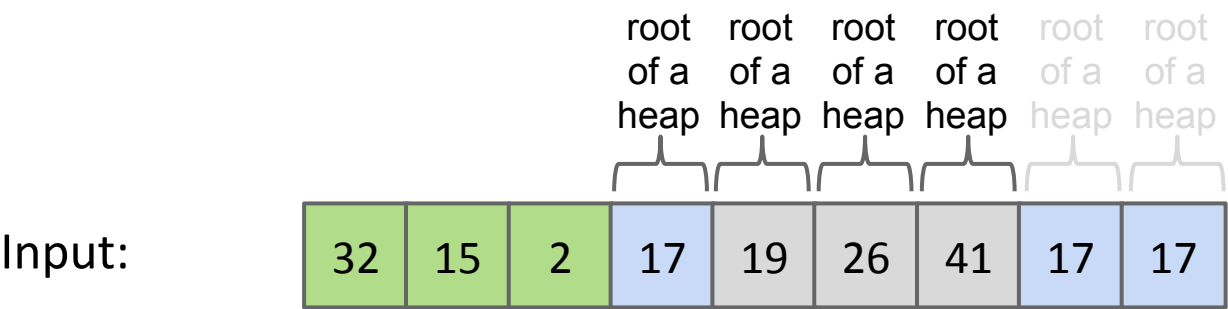 root root root root root root
of a of a of a of a of a of a
heap heap heap heap heap heap
Input: 32 15 2 17 19 26 41 17 17